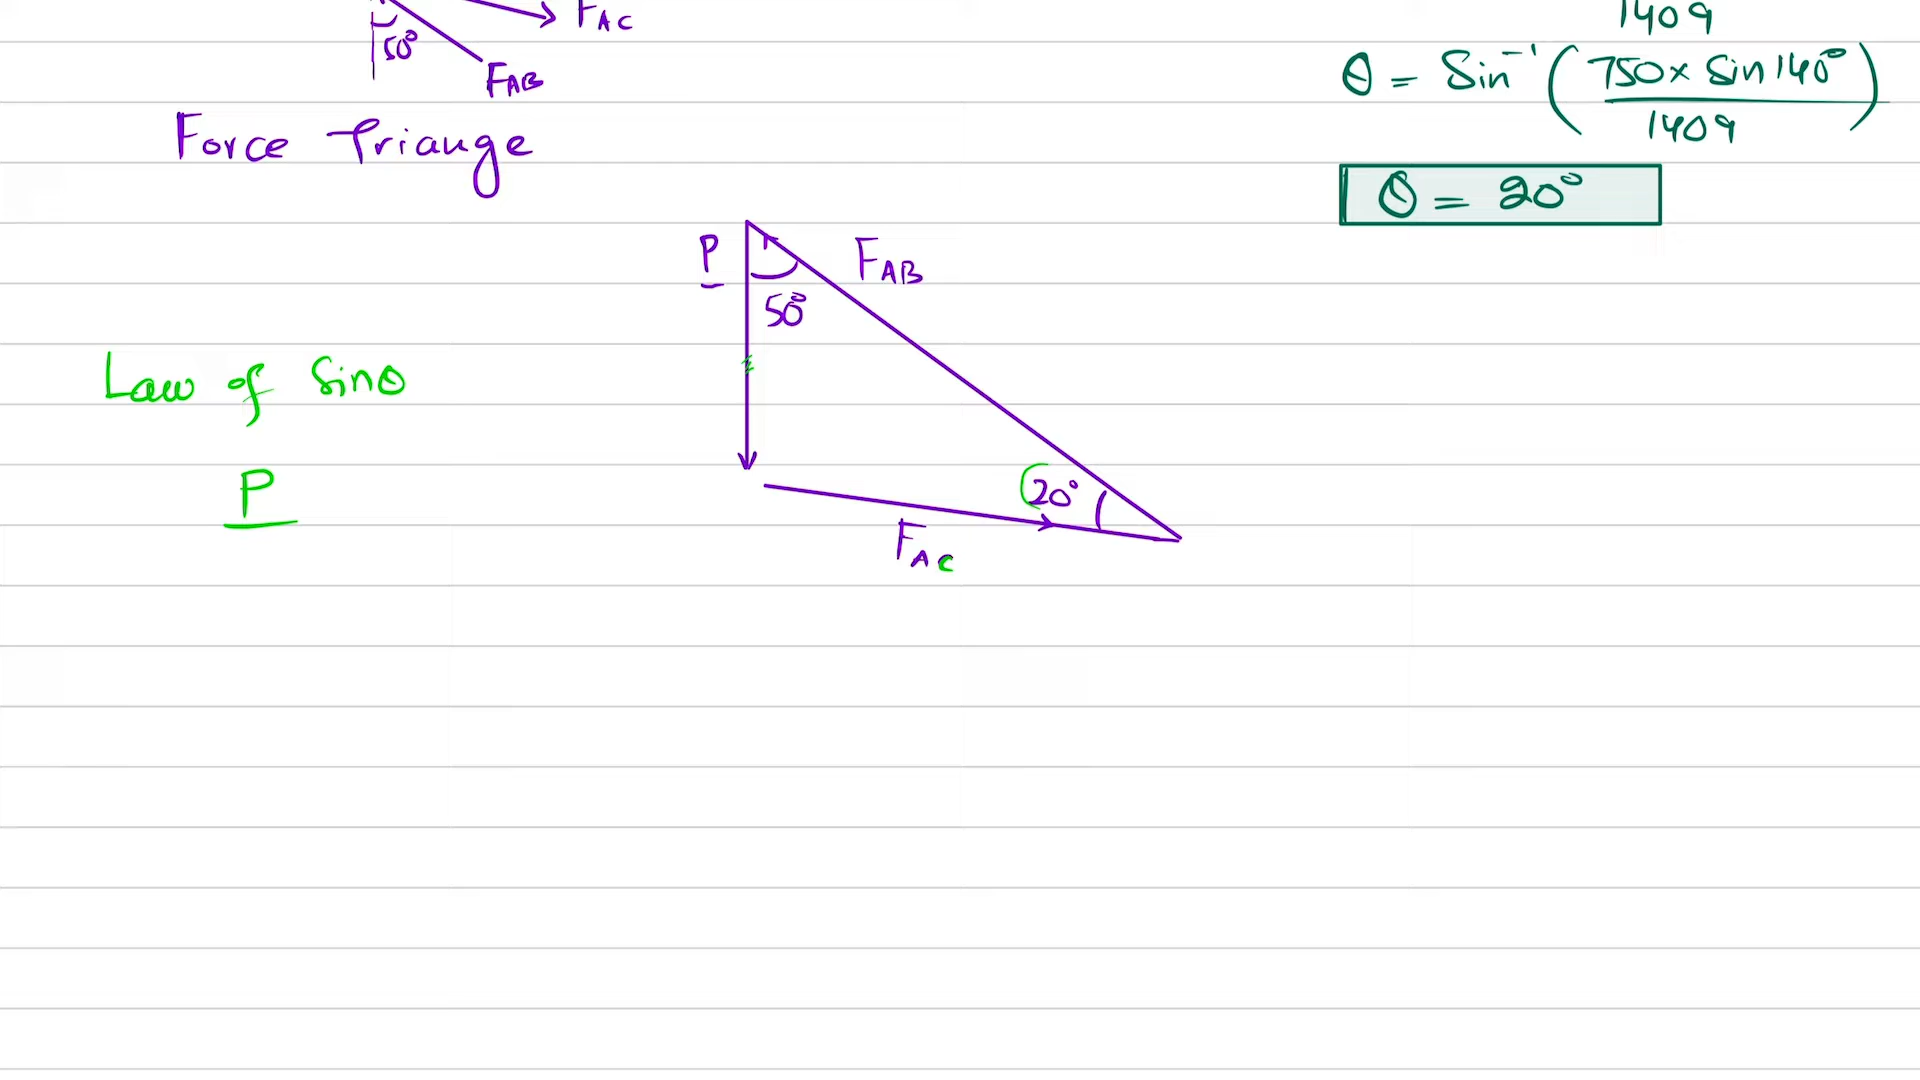 FAC
50°
FAB
Force Triange
1409
θ = Sin⁻¹ ( 750 x Sin 140° )
1409
θ = 20°
P
FAB
50°
Law of Sinθ
P
20°
FAC